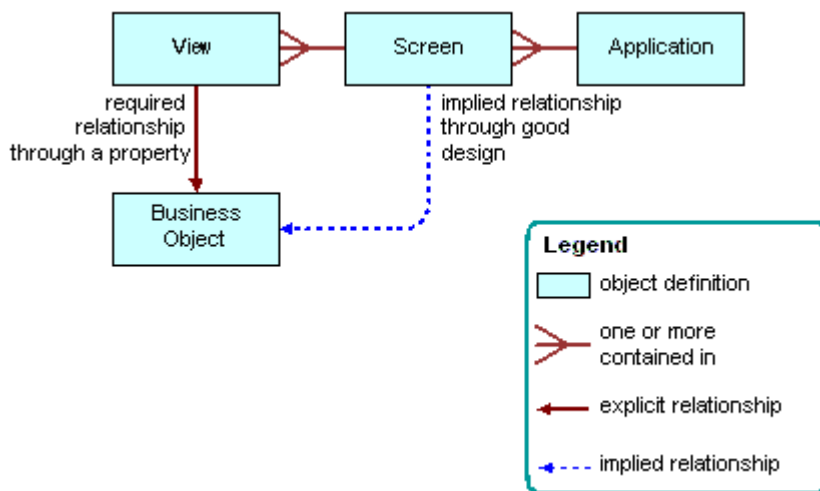 View
Screen
Application
required
relationship
through a property
implied relationship
through good
design
Business
Object
Legend
object definition
one or more
contained in
explicit relationship
implied relationship